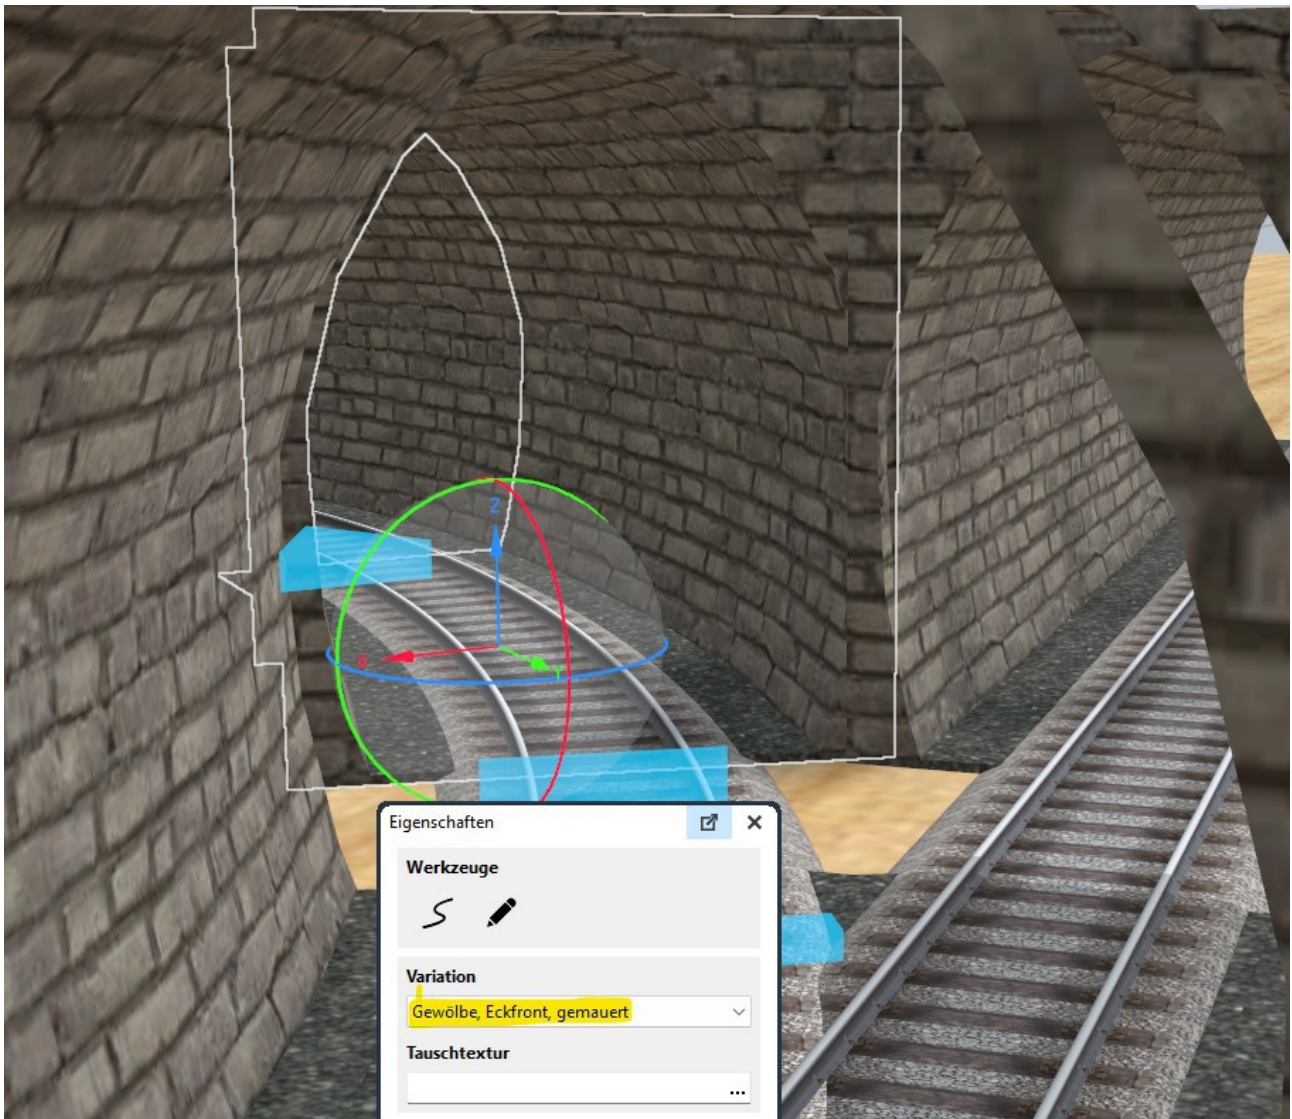 Z
X
Y
Eigenschaften
Werkzeuge
Variation
Gewölbe, Eckfront, gemauert
Tauschtextur
...